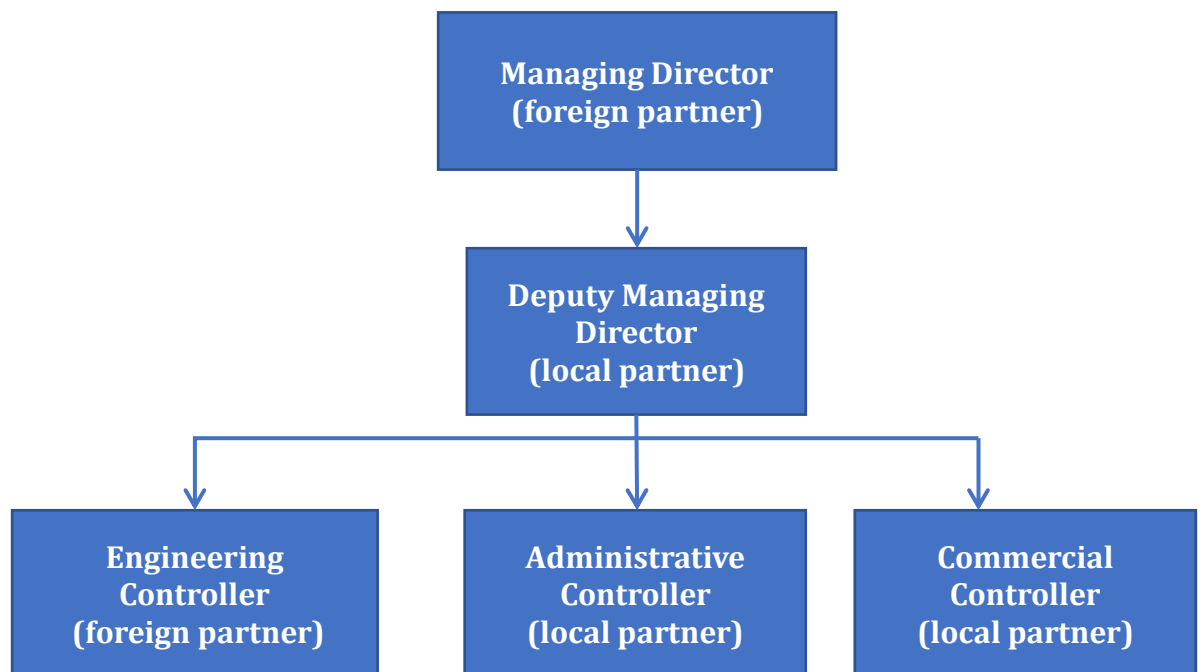 Managing Director
(foreign partner)
Deputy Managing
Director
(local partner)
Engineering
Controller
(foreign partner)
Administrative
Controller
(local partner)
Commercial
Controller
(local partner)